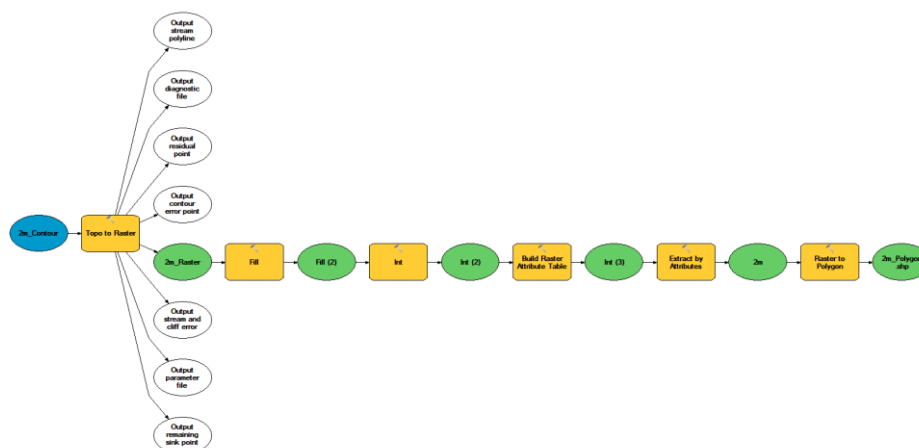 Output
stream
polyline
Output
diagnostic
file
Output
residual
point
Output
contour
error point
2m_Contour
Topo to Raster
2m_Raster
Fill
Fill (2)
Int
Int (2)
Build Raster
Attribute Table
Int (3)
Extract by
Attributes
2m
Raster to
Polygon
2m_Polygon
.shp
Output
stream and
cliff error
Output
parameter
file
Output
remaining
sink point